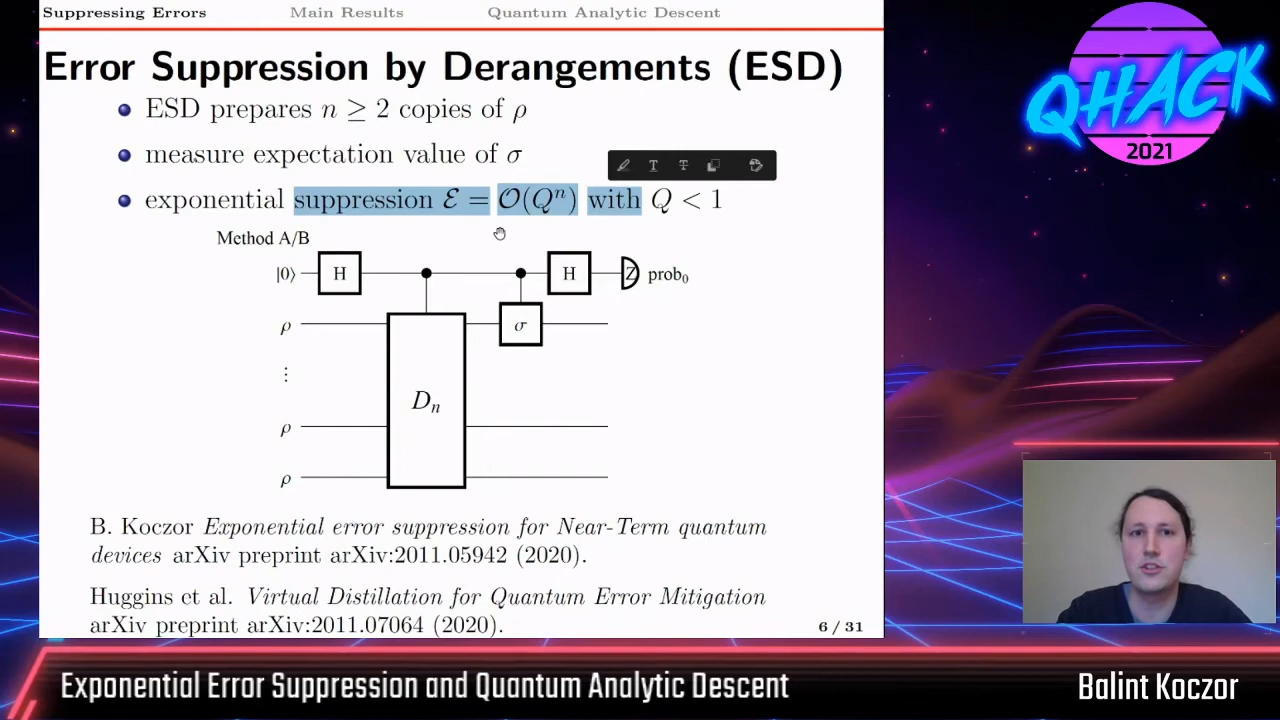 Suppressing Errors Main Results Quantum Analytic Descent
Error Suppression by Derangements (ESD)
ESD prepares n ≥ 2 copies of ρ
measure expectation value of σ
exponential suppression ℰ = 𝒪(Qⁿ) with Q < 1
Method A/B
|0⟩ H H Z prob₀
ρ σ
⋮
Dₙ
ρ
ρ
B. Koczor Exponential error suppression for Near-Term quantum
devices arXiv preprint arXiv:2011.05942 (2020).
Huggins et al. Virtual Distillation for Quantum Error Mitigation
arXiv preprint arXiv:2011.07064 (2020).
6 / 31
QHACK
2021
Exponential Error Suppression and Quantum Analytic Descent
Balint Koczor